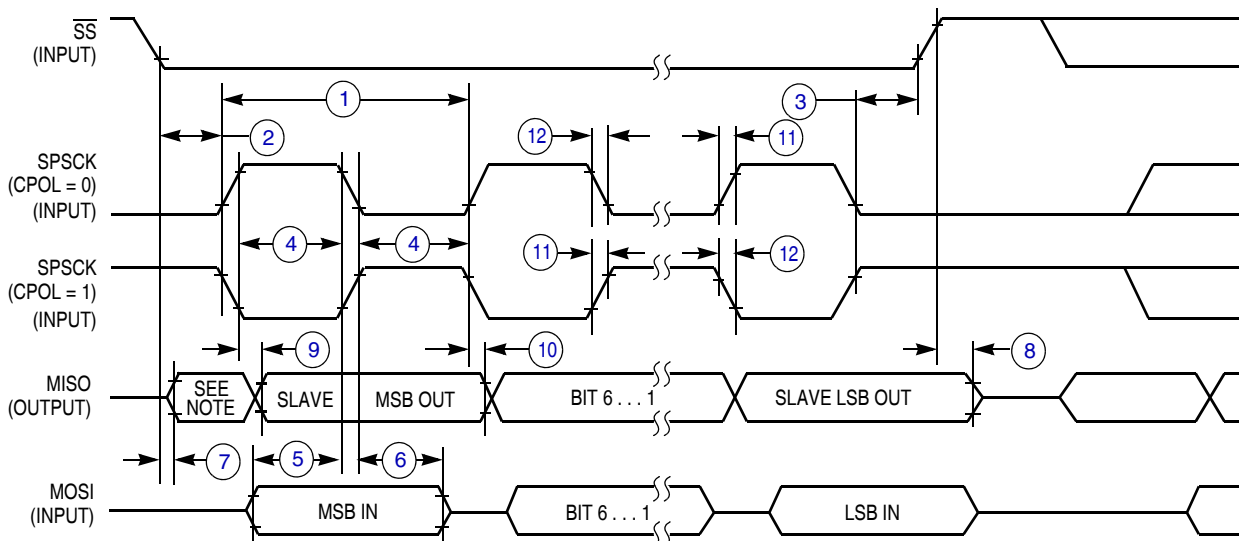 SS
(INPUT)
1
3
2
12
11
SPSCK
(CPOL = 0)
(INPUT)
4
4
11
12
SPSCK
(CPOL = 1)
(INPUT)
9
10
8
MISO
(OUTPUT)
SEE
NOTE
SLAVE
MSB OUT
BIT 6 . . . 1
SLAVE LSB OUT
7
5
6
MOSI
(INPUT)
MSB IN
BIT 6 . . . 1
LSB IN